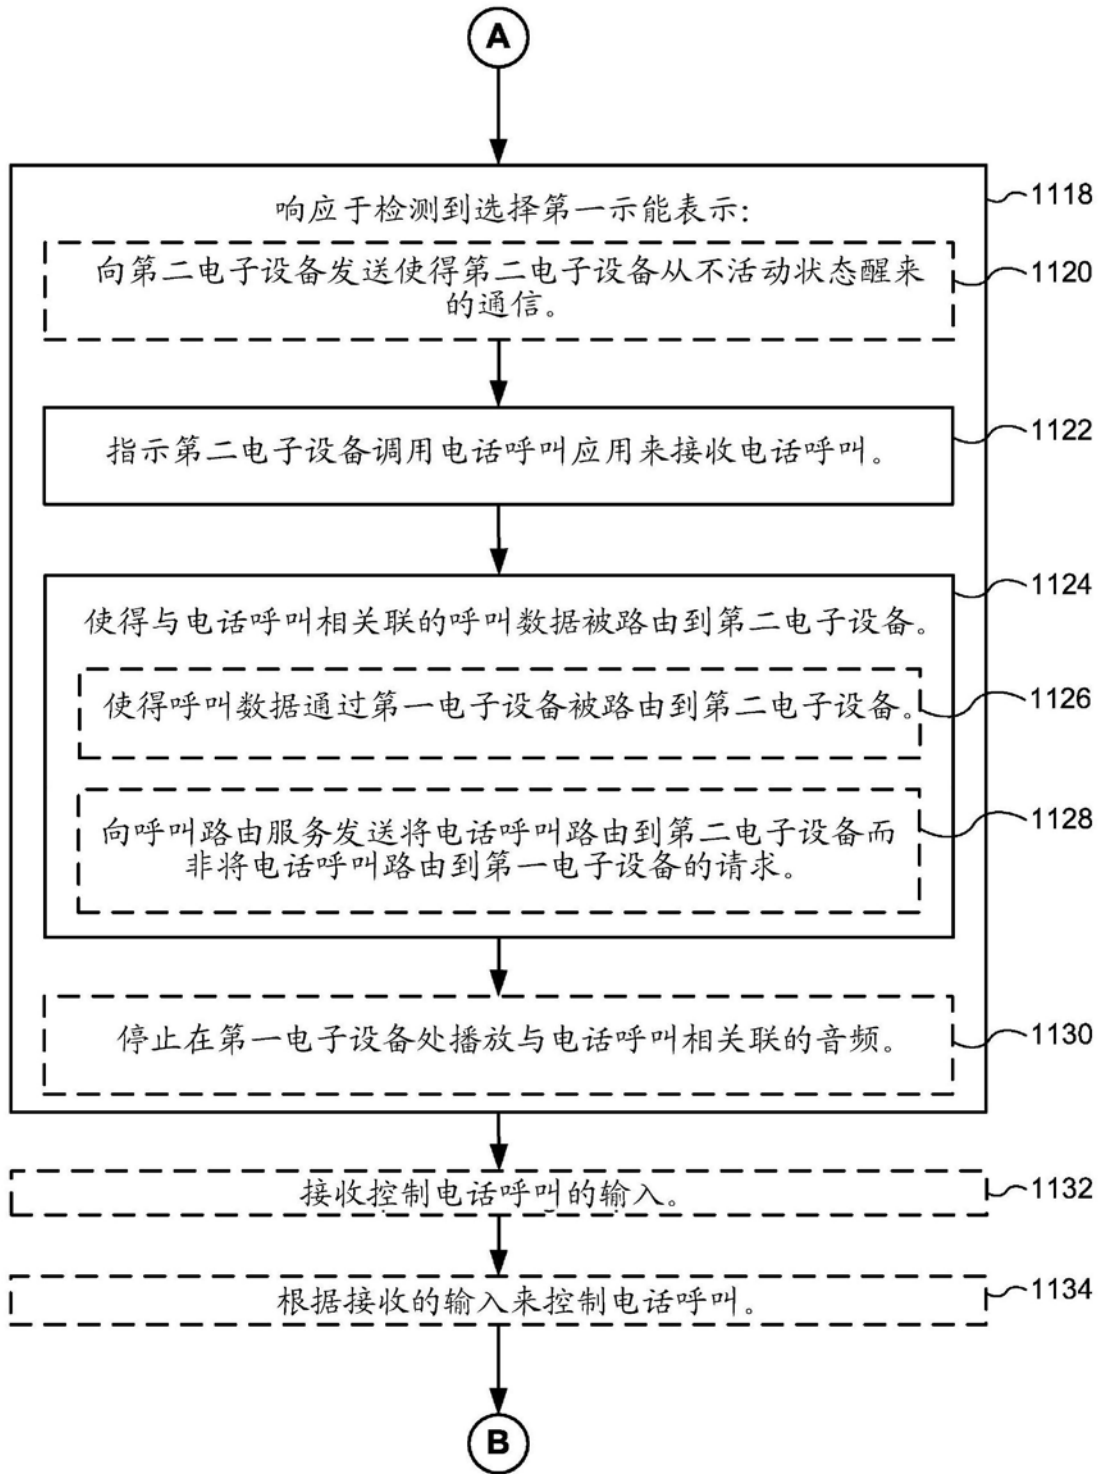 A
响应于检测到选择第一示能表示：
1118
向第二电子设备发送使得第二电子设备从不活动状态醒来
的通信。
1120
指示第二电子设备调用电话呼叫应用来接收电话呼叫。
1122
使得与电话呼叫相关联的呼叫数据被路由到第二电子设备。
1124
使得呼叫数据通过第一电子设备被路由到第二电子设备。
1126
向呼叫路由服务发送将电话呼叫路由到第二电子设备而
非将电话呼叫路由到第一电子设备的请求。
1128
停止在第一电子设备处播放与电话呼叫相关联的音频。
1130
接收控制电话呼叫的输入。
1132
根据接收的输入来控制电话呼叫。
1134
B